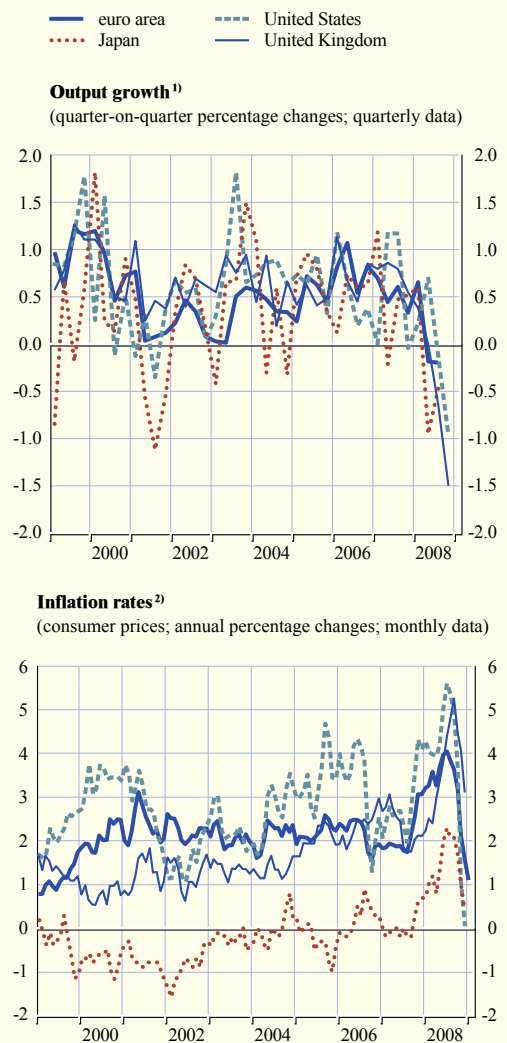 euro area United States
Japan United Kingdom
Output growth 1)
(quarter-on-quarter percentage changes; quarterly data)
2.0 2.0
1.5 1.5
1.0 1.0
0.5 0.5
0.0 0.0
-0.5 -0.5
-1.0 -1.0
-1.5 -1.5
-2.0 -2.0
2000 2002 2004 2006 2008
Inflation rates 2)
(consumer prices; annual percentage changes; monthly data)
6 6
5 5
4 4
3 3
2 2
1 1
0 0
-1 -1
-2 -2
2000 2002 2004 2006 2008